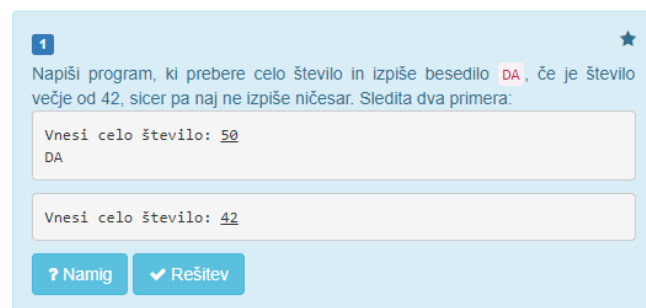 1
Napiši program, ki prebere celo število in izpiše besedilo DA, če je število
večje od 42, sicer pa naj ne izpiše ničesar. Sledita dva primera:
Vnesi celo število: 50
DA
Vnesi celo število: 42
? Namig ✔ Rešitev